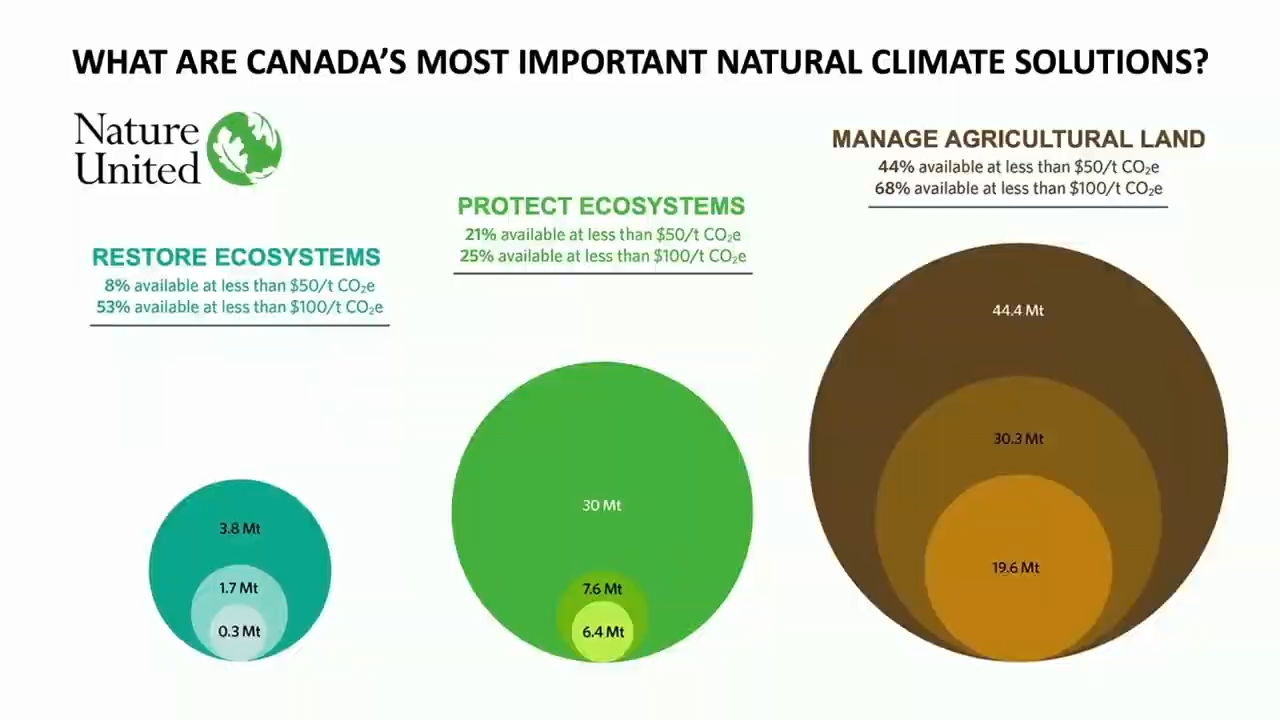 WHAT ARE CANADA'S MOST IMPORTANT NATURAL CLIMATE SOLUTIONS?
Nature
United
RESTORE ECOSYSTEMS
8% available at less than $50/t CO₂e
53% available at less than $100/t CO₂e
3.8 Mt
1.7 Mt
0.3 Mt
PROTECT ECOSYSTEMS
21% available at less than $50/t CO₂e
25% available at less than $100/t CO₂e
30 Mt
7.6 Mt
6.4 Mt
MANAGE AGRICULTURAL LAND
44% available at less than $50/t CO₂e
68% available at less than $100/t CO₂e
44.4 Mt
30.3 Mt
19.6 Mt